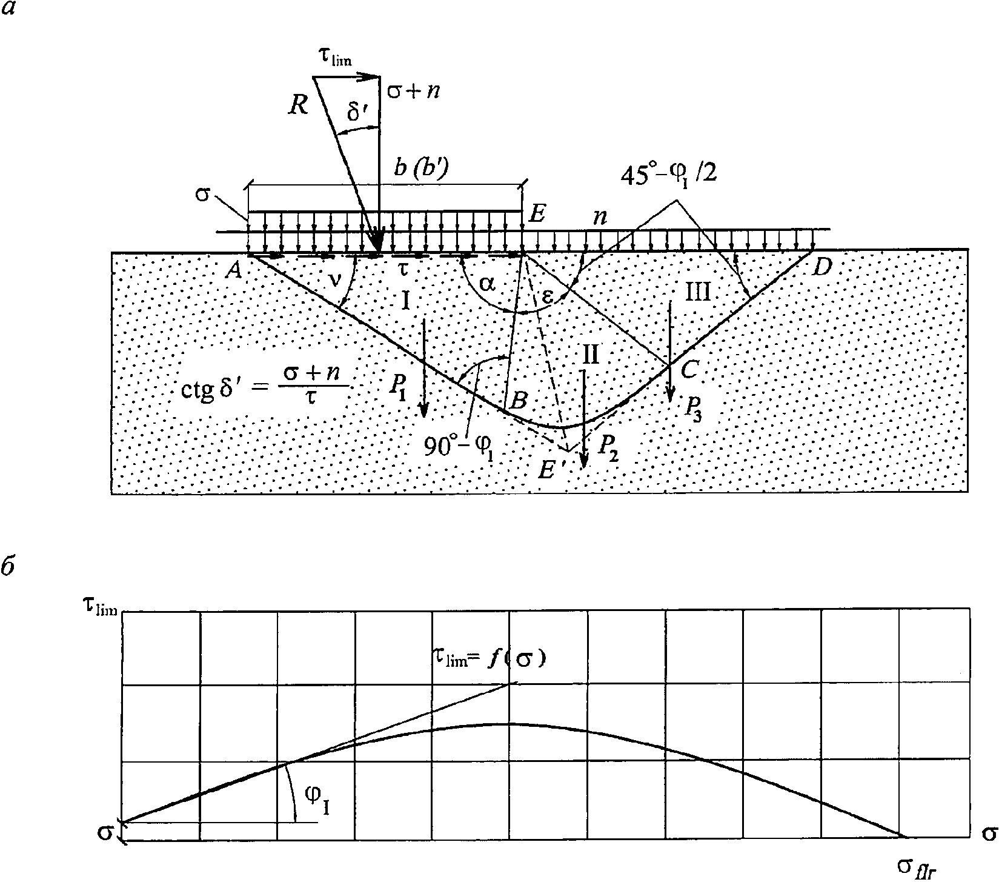 а
τlim
σ + n
R
δ′
b (b′)
45°–φI /2
σ
E
n
A
τ
D
ν
α
ε
I
III
II
C
ctg δ′ = σ + n / τ
P1
B
P3
90°–φI
P2
E′
б
τlim
τlim= f(σ)
φI
σ
σ
σflr